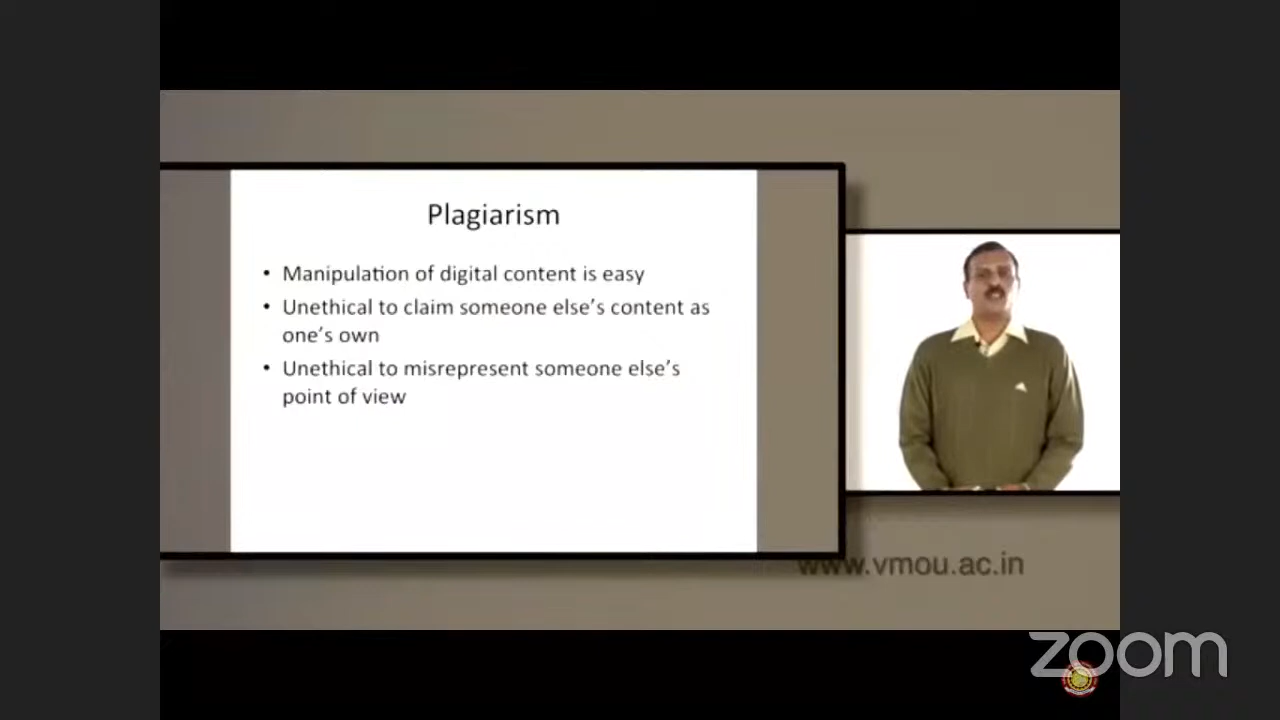 Plagiarism
• Manipulation of digital content is easy
• Unethical to claim someone else's content as
one's own
• Unethical to misrepresent someone else's
point of view
www.vmou.ac.in
zoom